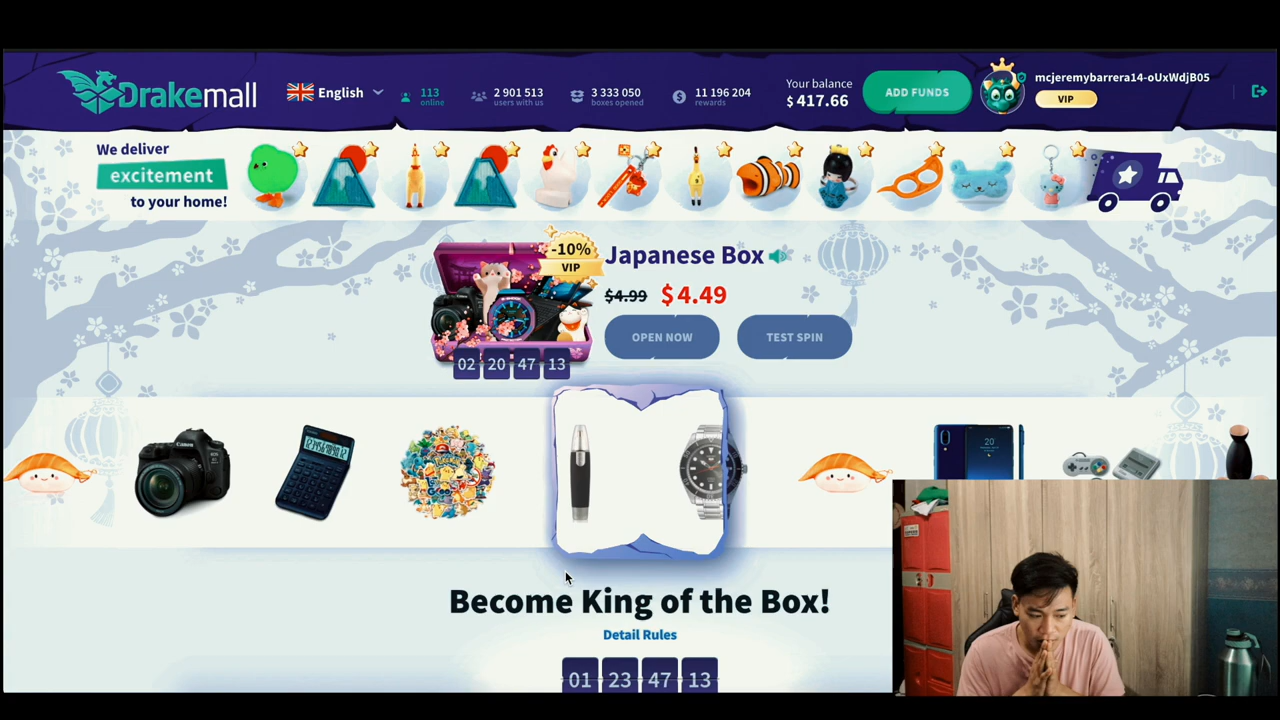 Drakemall
English
113
online
2 901 513
users with us
3 333 050
boxes opened
11 196 204
rewards
Your balance
$ 417.66
ADD FUNDS
mcjeremybarrera14-oUxWdjB05
VIP
We deliver
excitement
to your home!
-10%
VIP
Japanese Box
$4.99 $4.49
OPEN NOW
TEST SPIN
02 20 47 13
Canon
20
Become King of the Box!
Detail Rules
01 23 47 13